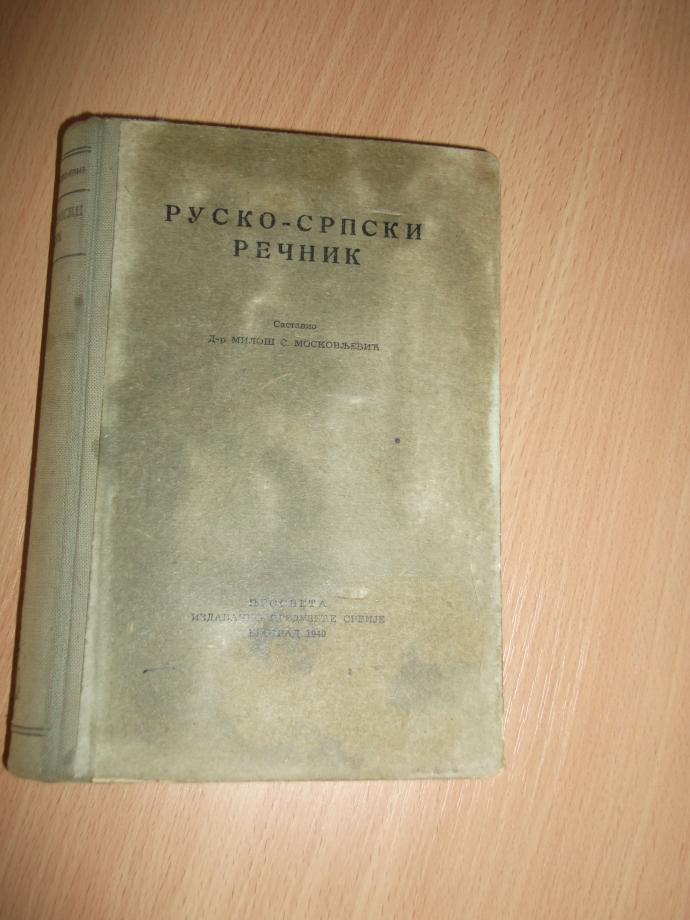 РУСКО-СРПСКИ
РЕЧНИК
Саставио
Д-р МИЛОШ С. МОСКОВЉЕВИЋ
ПРОСВЕТА
ИЗДАВАЧКО ПРЕДУЗЕЋЕ СРБИЈЕ
БЕОГРАД 1949